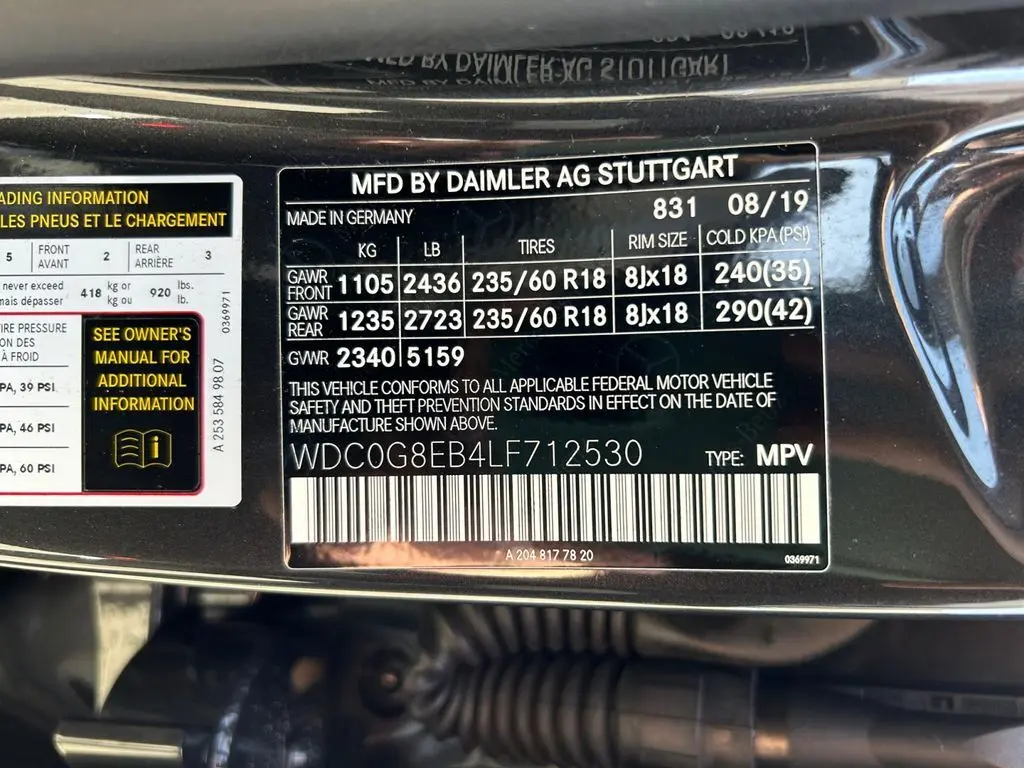 ADING INFORMATION
LES PNEUS ET LE CHARGEMENT
5 FRONT AVANT 2 REAR ARRIÈRE 3
never exceed 418 kg or 920 lbs.
mais dépasser kg ou lb.
IRE PRESSURE
ON DES
À FROID
PA, 39 PSI
PA, 46 PSI
PA, 60 PSI
SEE OWNER'S
MANUAL FOR
ADDITIONAL
INFORMATION
0369971
A 253 584 98 07
MFD BY DAIMLER AG STUTTGART
MADE IN GERMANY 831 08/19
KG LB TIRES RIM SIZE COLD KPA (PSI)
GAWR FRONT 1105 2436 235/60 R18 8Jx18 240(35)
GAWR REAR 1235 2723 235/60 R18 8Jx18 290(42)
GVWR 2340 5159
THIS VEHICLE CONFORMS TO ALL APPLICABLE FEDERAL MOTOR VEHICLE
SAFETY AND THEFT PREVENTION STANDARDS IN EFFECT ON THE DATE OF
MANUFACTURE SHOWN ABOVE.
WDC0G8EB4LF712530 TYPE: MPV
A 204 817 78 20
0369971